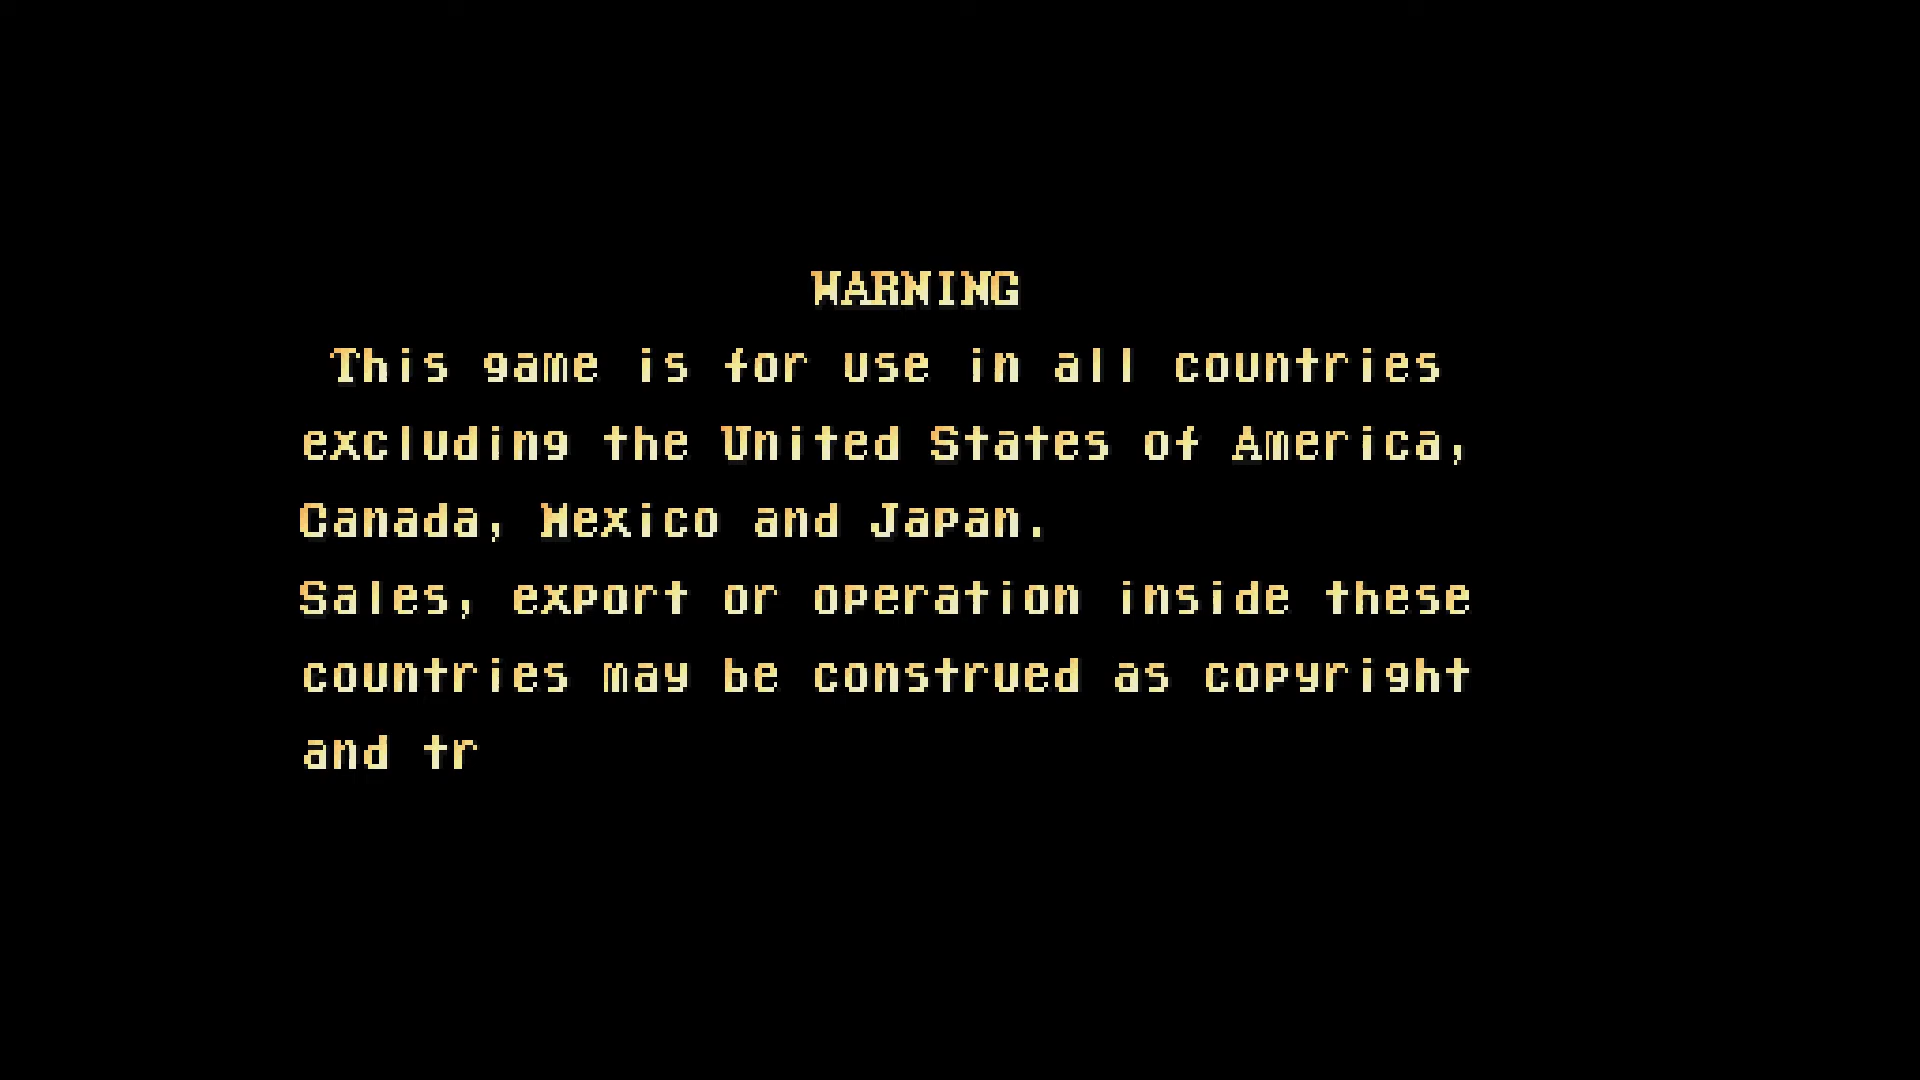 WARNING
This game is for use in all countries
excluding the United States of America,
Canada, Mexico and Japan.
Sales, export or operation inside these
countries may be construed as copyright
and tr